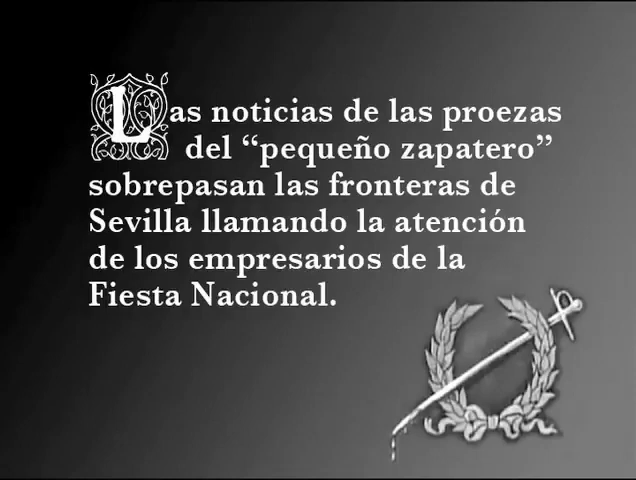 Las noticias de las proezas
del “pequeño zapatero”
sobrepasan las fronteras de
Sevilla llamando la atención
de los empresarios de la
Fiesta Nacional.